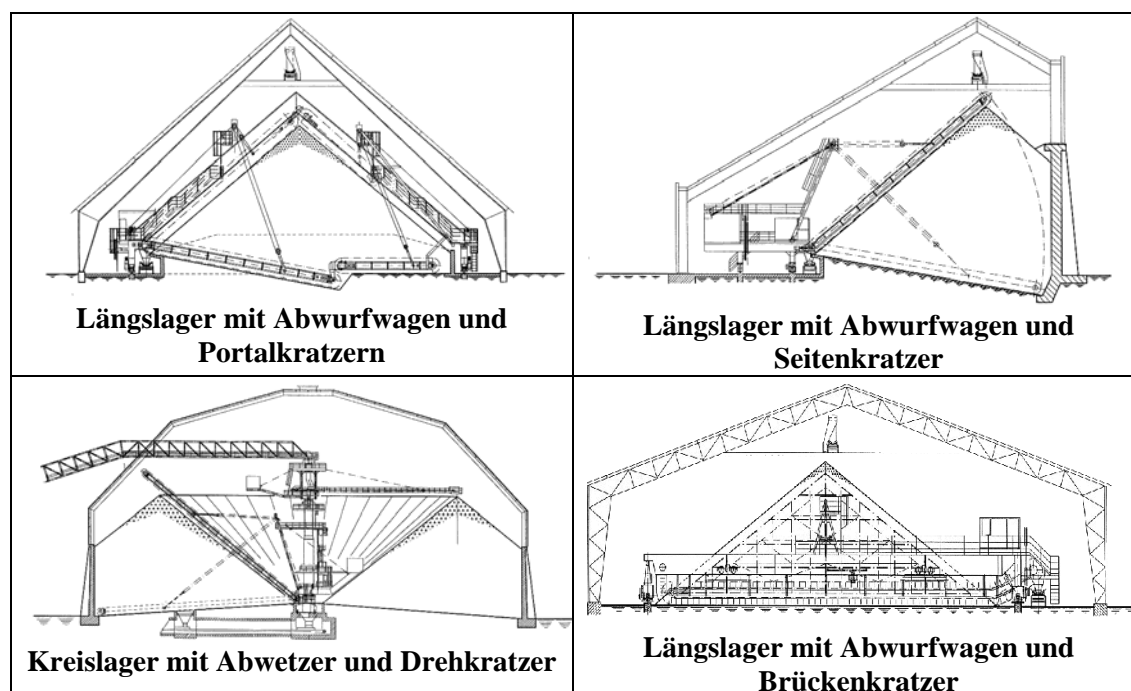 Längslager mit Abwurfwagen und
Portalkratzern
Längslager mit Abwurfwagen und
Seitenkratzer
Kreislager mit Abwetzer und Drehkratzer
Längslager mit Abwurfwagen und
Brückenkratzer